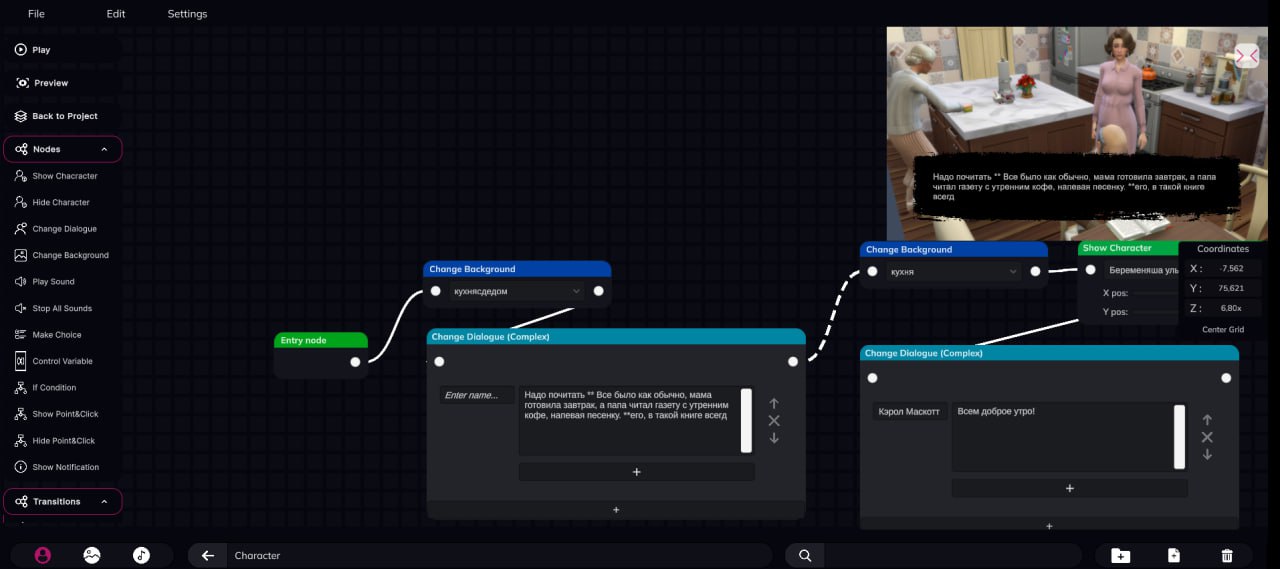 File
Edit
Settings
Play
Preview
Back to Project
Nodes
Show Chacracter
Hide Character
Change Dialogue
Change Background
Play Sound
Stop All Sounds
Make Choice
Control Variable
If Condition
Show Point&Click
Hide Point&Click
Show Notification
Transitions
Надо почитать ** Все было как обычно, мама готовила завтрак, а папа
читал газету с утренним кофе, напевая песенку. **его, в такой книге
всегд
Entry node
Change Background
кухнясдедом
Change Dialogue (Complex)
Enter name...
Надо почитать ** Все было как обычно, мама
готовила завтрак, а папа читал газету с утренним
кофе, напевая песенку. **его, в такой книге всегд
+
+
Change Background
кухня
Show Character
Беременяша уль
X pos:
Y pos:
Coordinates
X : -7,562
Y : 75,621
Z : 6,80x
Center Grid
Change Dialogue (Complex)
Кэрол Маскотт
Всем доброе утро!
+
+
Character